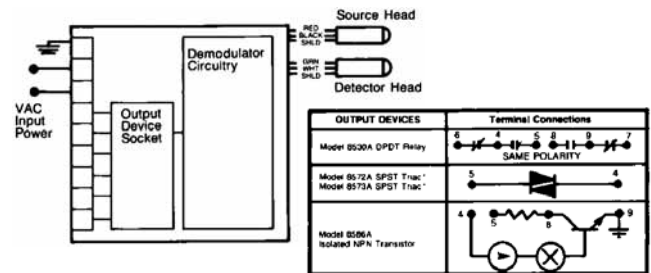 Source Head
RED
BLACK
SHLD
Demodulator
Circuitry
GRN
WHT
SHLD
Detector Head
VAC
Input
Power
Output
Device
Socket
OUTPUT DEVICES
Terminal Connections
Model 8530A DPDT Relay
6 4 5 8 9 7
SAME POLARITY
Model 8572A SPST Triac*
Model 8573A SPST Triac*
5 4
Model 8586A
Isolated NPN Transistor
4 5 8 9